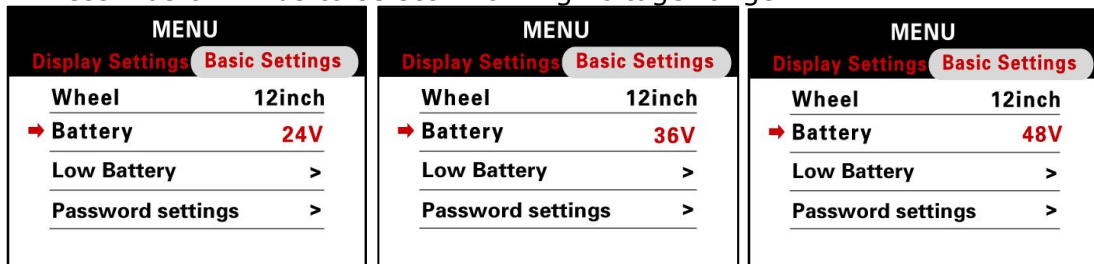 MENU
Display Settings Basic Settings
Wheel 12inch
Battery 24V
Low Battery >
Password settings >
MENU
Display Settings Basic Settings
Wheel 12inch
Battery 36V
Low Battery >
Password settings >
MENU
Display Settings Basic Settings
Wheel 12inch
Battery 48V
Low Battery >
Password settings >